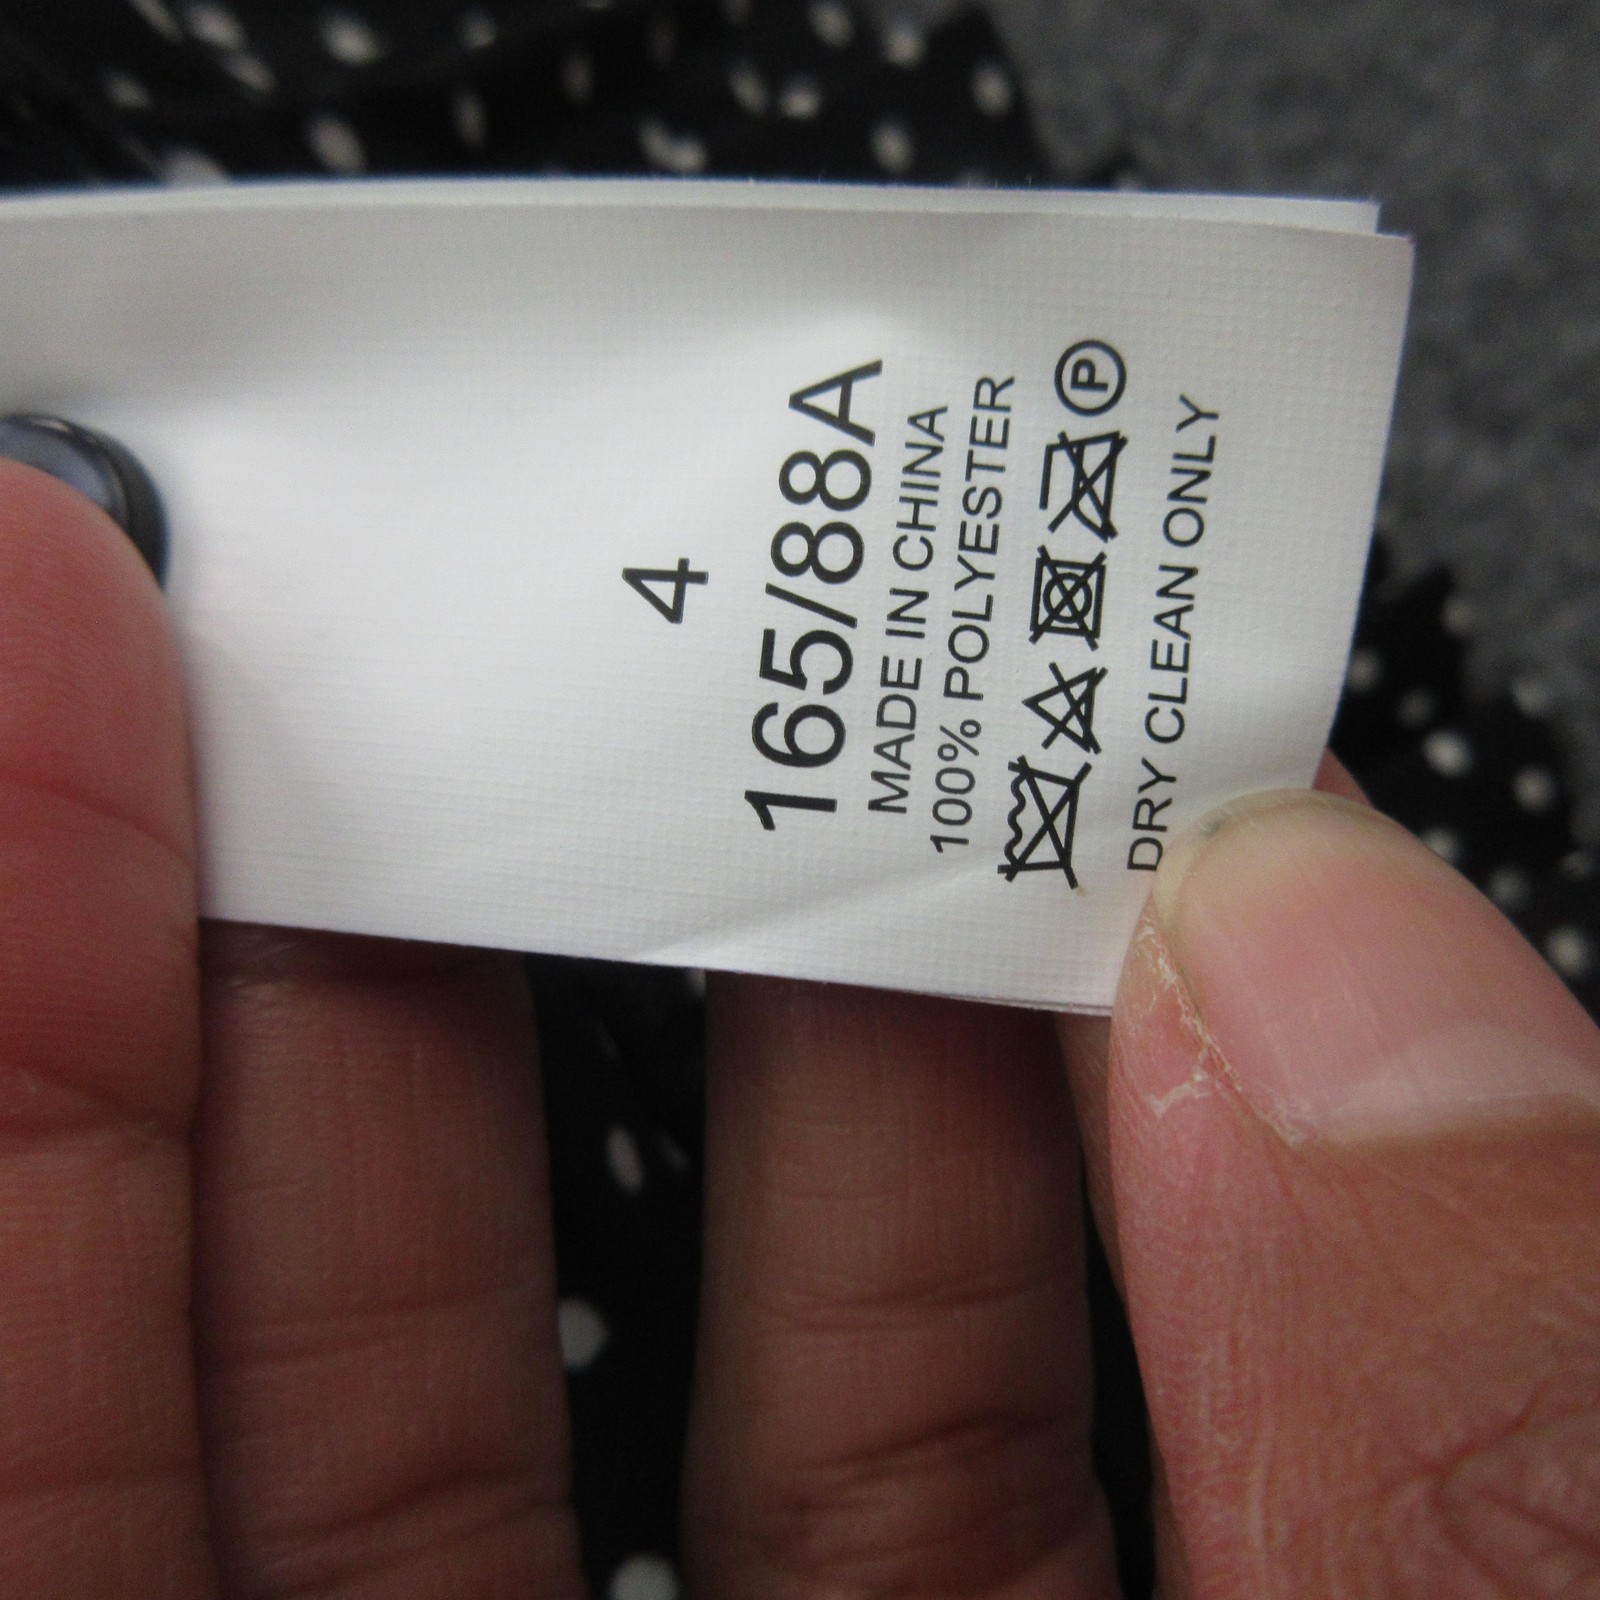 4
165/88A
MADE IN CHINA
100% POLYESTER
P
DRY CLEAN ONLY